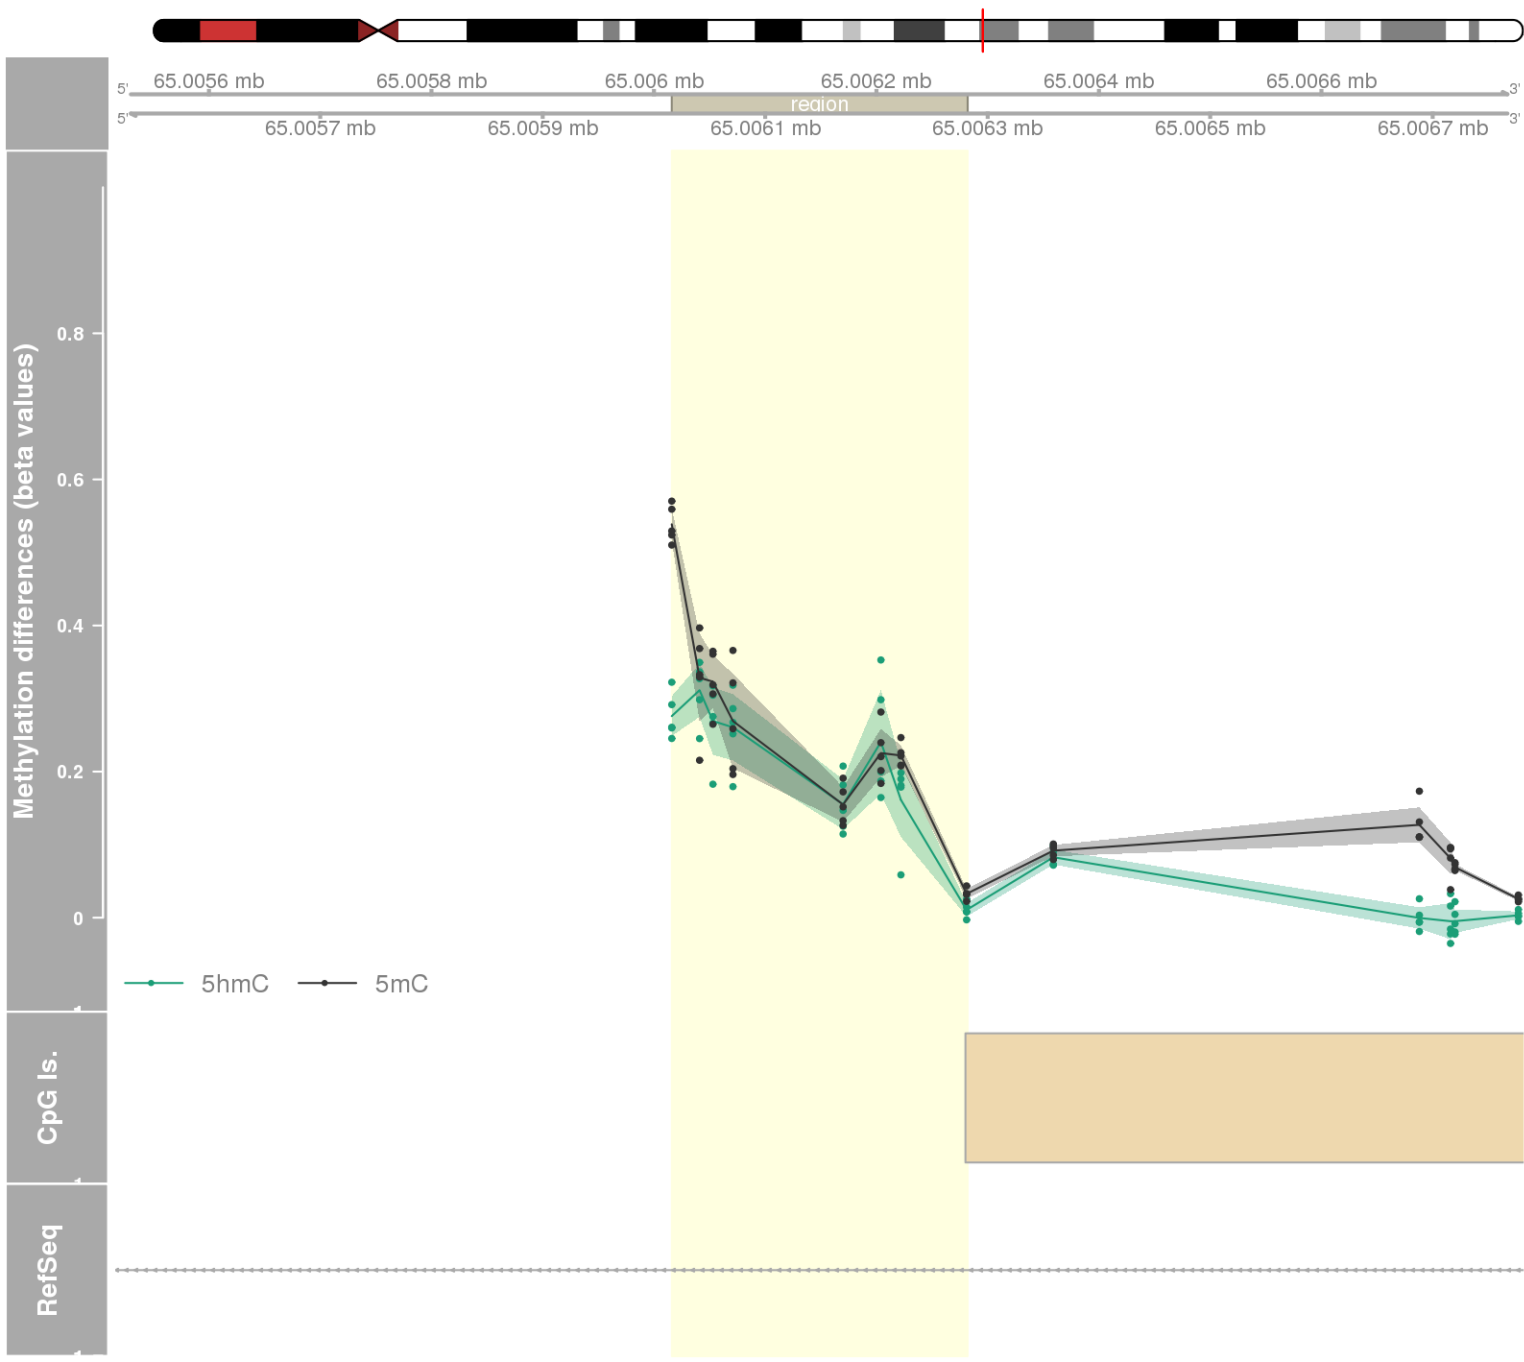 65.0056 mb 65.0058 mb 65.006 mb 65.0062 mb 65.0064 mb 65.0066 mb
5' 3'
region
5' 3'
65.0057 mb 65.0059 mb 65.0061 mb 65.0063 mb 65.0065 mb 65.0067 mb
Methylation differences (beta values)
0.8
0.6
0.4
0.2
0
5hmC 5mC
CpG Is.
RefSeq